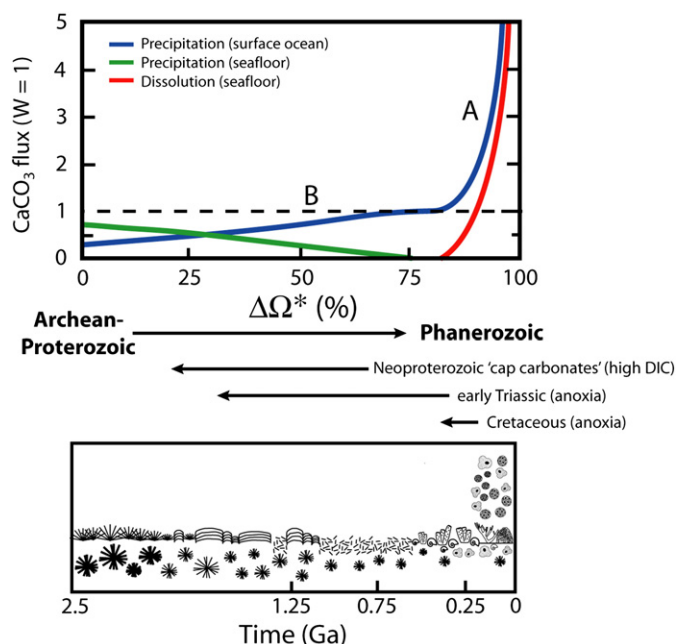 CaCO3 flux (W = 1)
5
4
3
2
1
0
Precipitation (surface ocean)
Precipitation (seafloor)
Dissolution (seafloor)
A
B
0 25 50 75 100
ΔΩ* (%)
Archean-
Proterozoic
Phanerozoic
Neoproterozoic 'cap carbonates' (high DIC)
early Triassic (anoxia)
Cretaceous (anoxia)
2.5 1.25 0.75 0.25 0
Time (Ga)